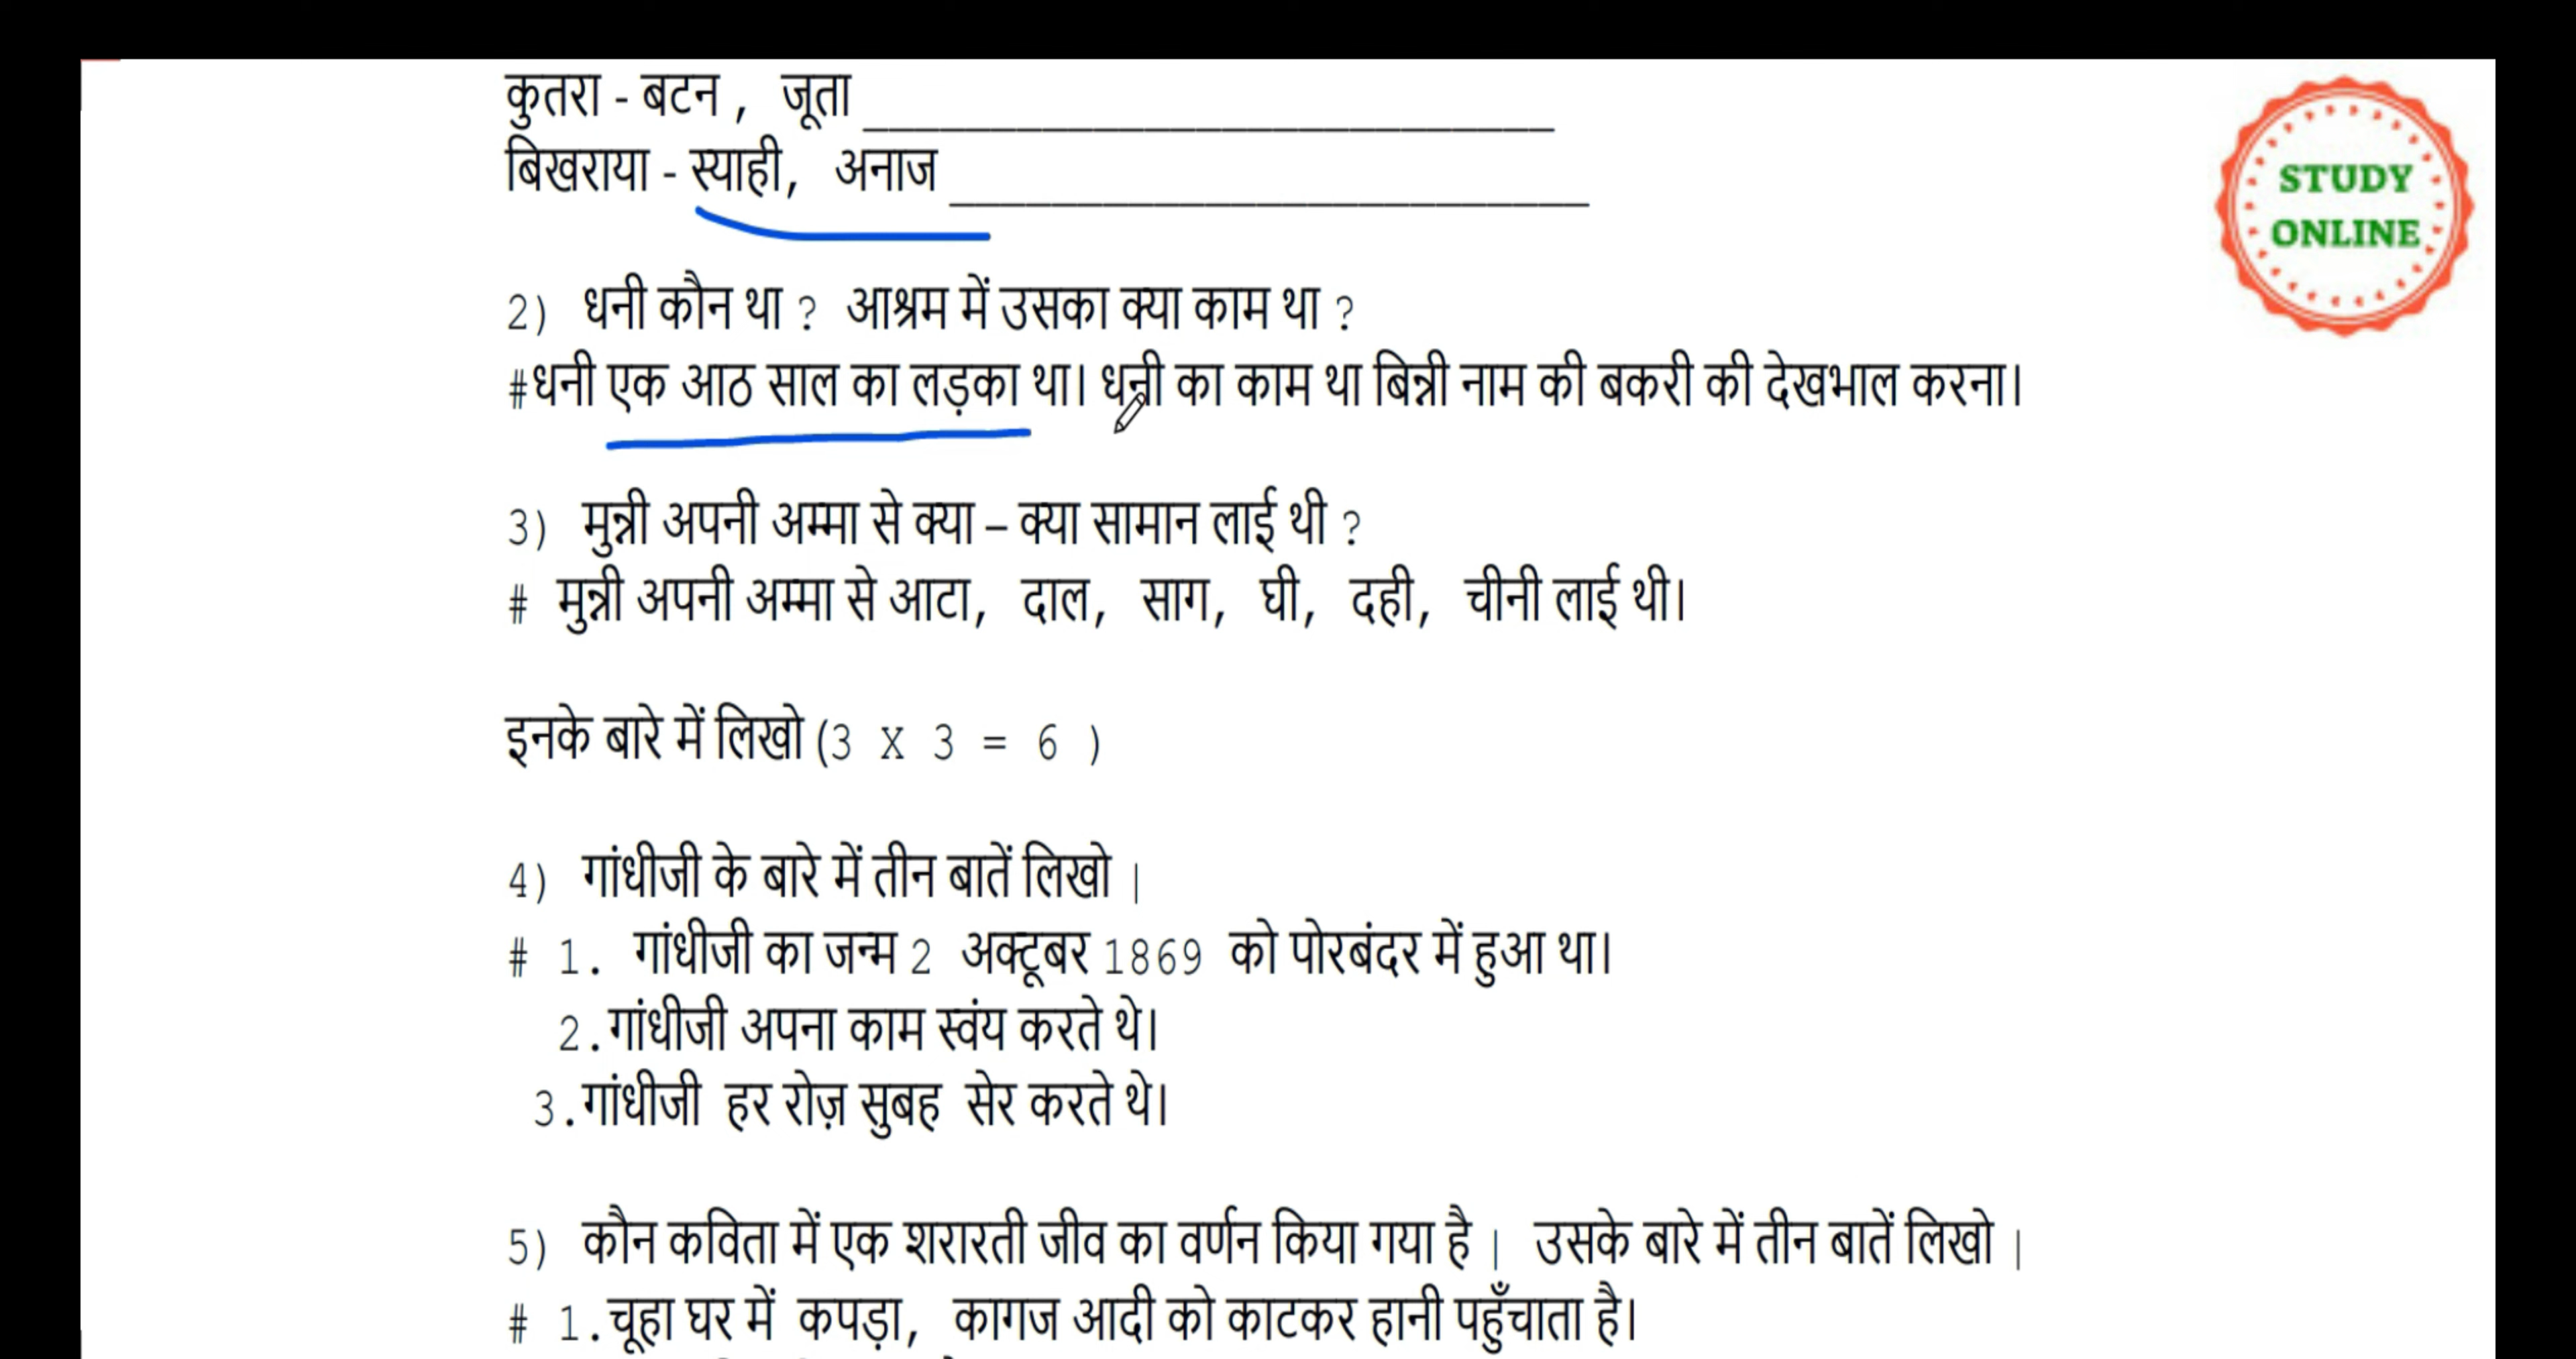 कुतरा - बटन , जूता ___________________________
बिखराया - स्याही, अनाज _________________________
STUDY
ONLINE
2) धनी कौन था ? आश्रम में उसका क्या काम था ?
#धनी एक आठ साल का लड़का था। धनी का काम था बिन्नी नाम की बकरी की देखभाल करना।
3) मुन्नी अपनी अम्मा से क्या – क्या सामान लाई थी ?
# मुन्नी अपनी अम्मा से आटा, दाल, साग, घी, दही, चीनी लाई थी।
इनके बारे में लिखो (3 X 3 = 6 )
4) गांधीजी के बारे में तीन बातें लिखो |
# 1. गांधीजी का जन्म 2 अक्टूबर 1869 को पोरबंदर में हुआ था।
2.गांधीजी अपना काम स्वंय करते थे।
3.गांधीजी हर रोज़ सुबह सेर करते थे।
5) कौन कविता में एक शरारती जीव का वर्णन किया गया है | उसके बारे में तीन बातें लिखो |
# 1.चूहा घर में कपड़ा, कागज आदी को काटकर हानी पहुँचाता है।